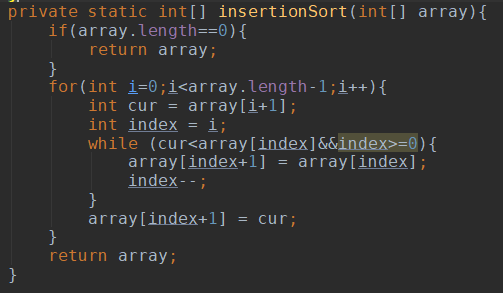 private static int[] insertionSort(int[] array){
    if(array.length==0){
        return array;
    }
    for(int i=0;i<array.length-1;i++){
        int cur = array[i+1];
        int index = i;
        while (cur<array[index]&&index>=0){
            array[index+1] = array[index];
            index--;
        }
        array[index+1] = cur;
    }
    return array;
}